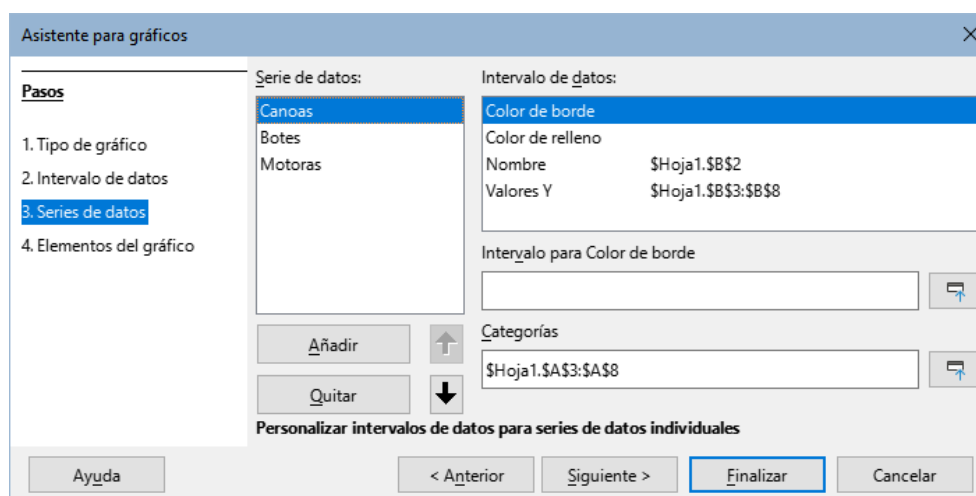 Asistente para gráficos
Pasos
1. Tipo de gráfico
2. Intervalo de datos
3. Series de datos
4. Elementos del gráfico
Serie de datos:
Canoas
Botes
Motoras
Añadir
Quitar
Intervalo de datos:
Color de borde
Color de relleno
Nombre $Hoja1.$B$2
Valores Y $Hoja1.$B$3:$B$8
Intervalo para Color de borde
Categorías
$Hoja1.$A$3:$A$8
Personalizar intervalos de datos para series de datos individuales
Ayuda < Anterior Siguiente > Finalizar Cancelar